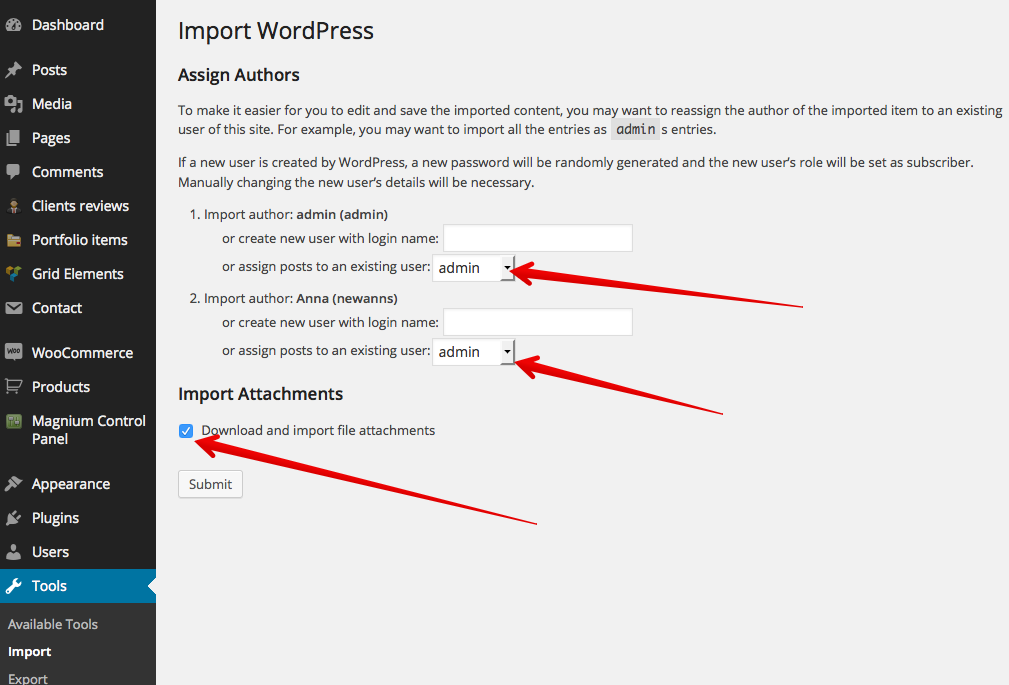 Dashboard
Posts
Media
Pages
Comments
Clients reviews
Portfolio items
Grid Elements
Contact
Woo WooCommerce
Products
Magnium Control
Panel
Appearance
Plugins
Users
Tools
Available Tools
Import
Export
Import WordPress
Assign Authors
To make it easier for you to edit and save the imported content, you may want to reassign the author of the imported item to an existing
user of this site. For example, you may want to import all the entries as admin s entries.
If a new user is created by WordPress, a new password will be randomly generated and the new user’s role will be set as subscriber.
Manually changing the new user’s details will be necessary.
1. Import author: admin (admin)
or create new user with login name:
or assign posts to an existing user: admin
2. Import author: Anna (newanns)
or create new user with login name:
or assign posts to an existing user: admin
Import Attachments
Download and import file attachments
Submit